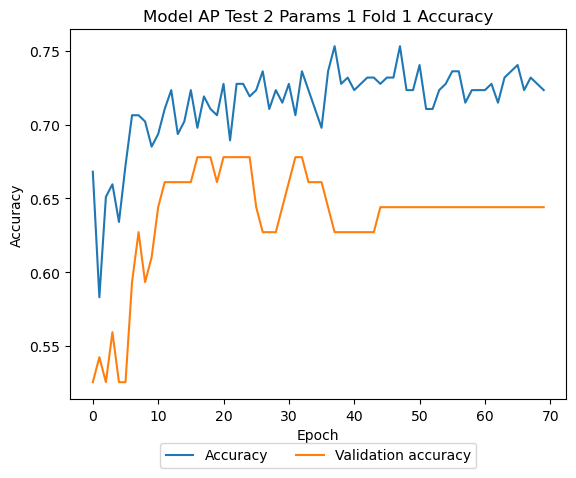 Model AP Test 2 Params 1 Fold 1 Accuracy
0.75
0.70
0.65
0.60
0.55
Accuracy
0 10 20 30 40 50 60 70
Epoch
Accuracy Validation accuracy